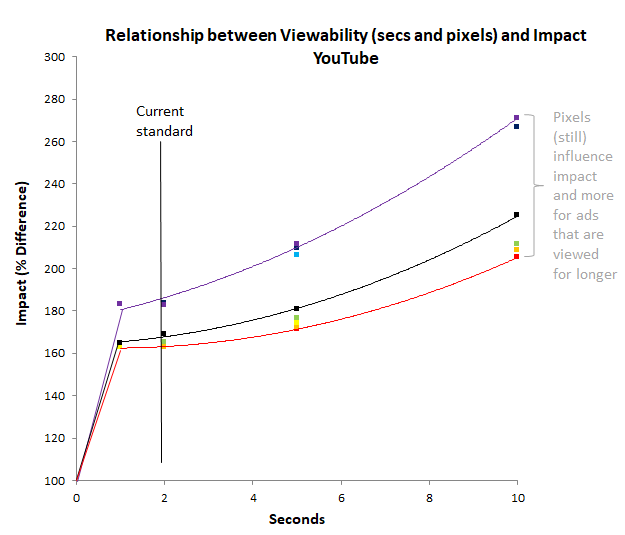 Relationship between Viewability (secs and pixels) and Impact
YouTube
300
280
260
240
220
200
180
160
140
120
100
Impact (% Difference)
Current
standard
Pixels
(still)
influence
impact
and more
for ads
that are
viewed
for longer
0
2
4
6
8
10
Seconds